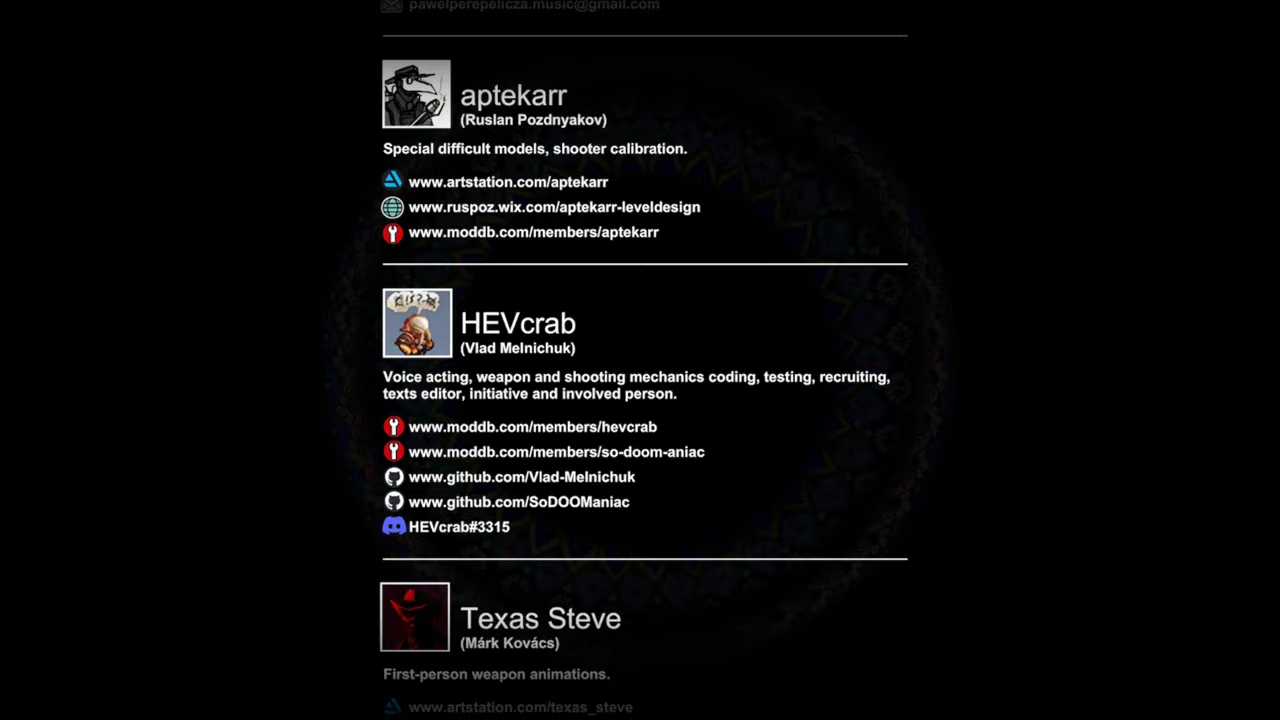 pawelperepelicza.music@gmail.com
aptekarr
(Ruslan Pozdnyakov)
Special difficult models, shooter calibration.
www.artstation.com/aptekarr
www.ruspoz.wix.com/aptekarr-leveldesign
www.moddb.com/members/aptekarr
HEVcrab
(Vlad Melnichuk)
Voice acting, weapon and shooting mechanics coding, testing, recruiting,
texts editor, initiative and involved person.
www.moddb.com/members/hevcrab
www.moddb.com/members/so-doom-aniac
www.github.com/Vlad-Melnichuk
www.github.com/SoDOOManiac
HEVcrab#3315
Texas Steve
(Márk Kovács)
First-person weapon animations.
www.artstation.com/texas_steve